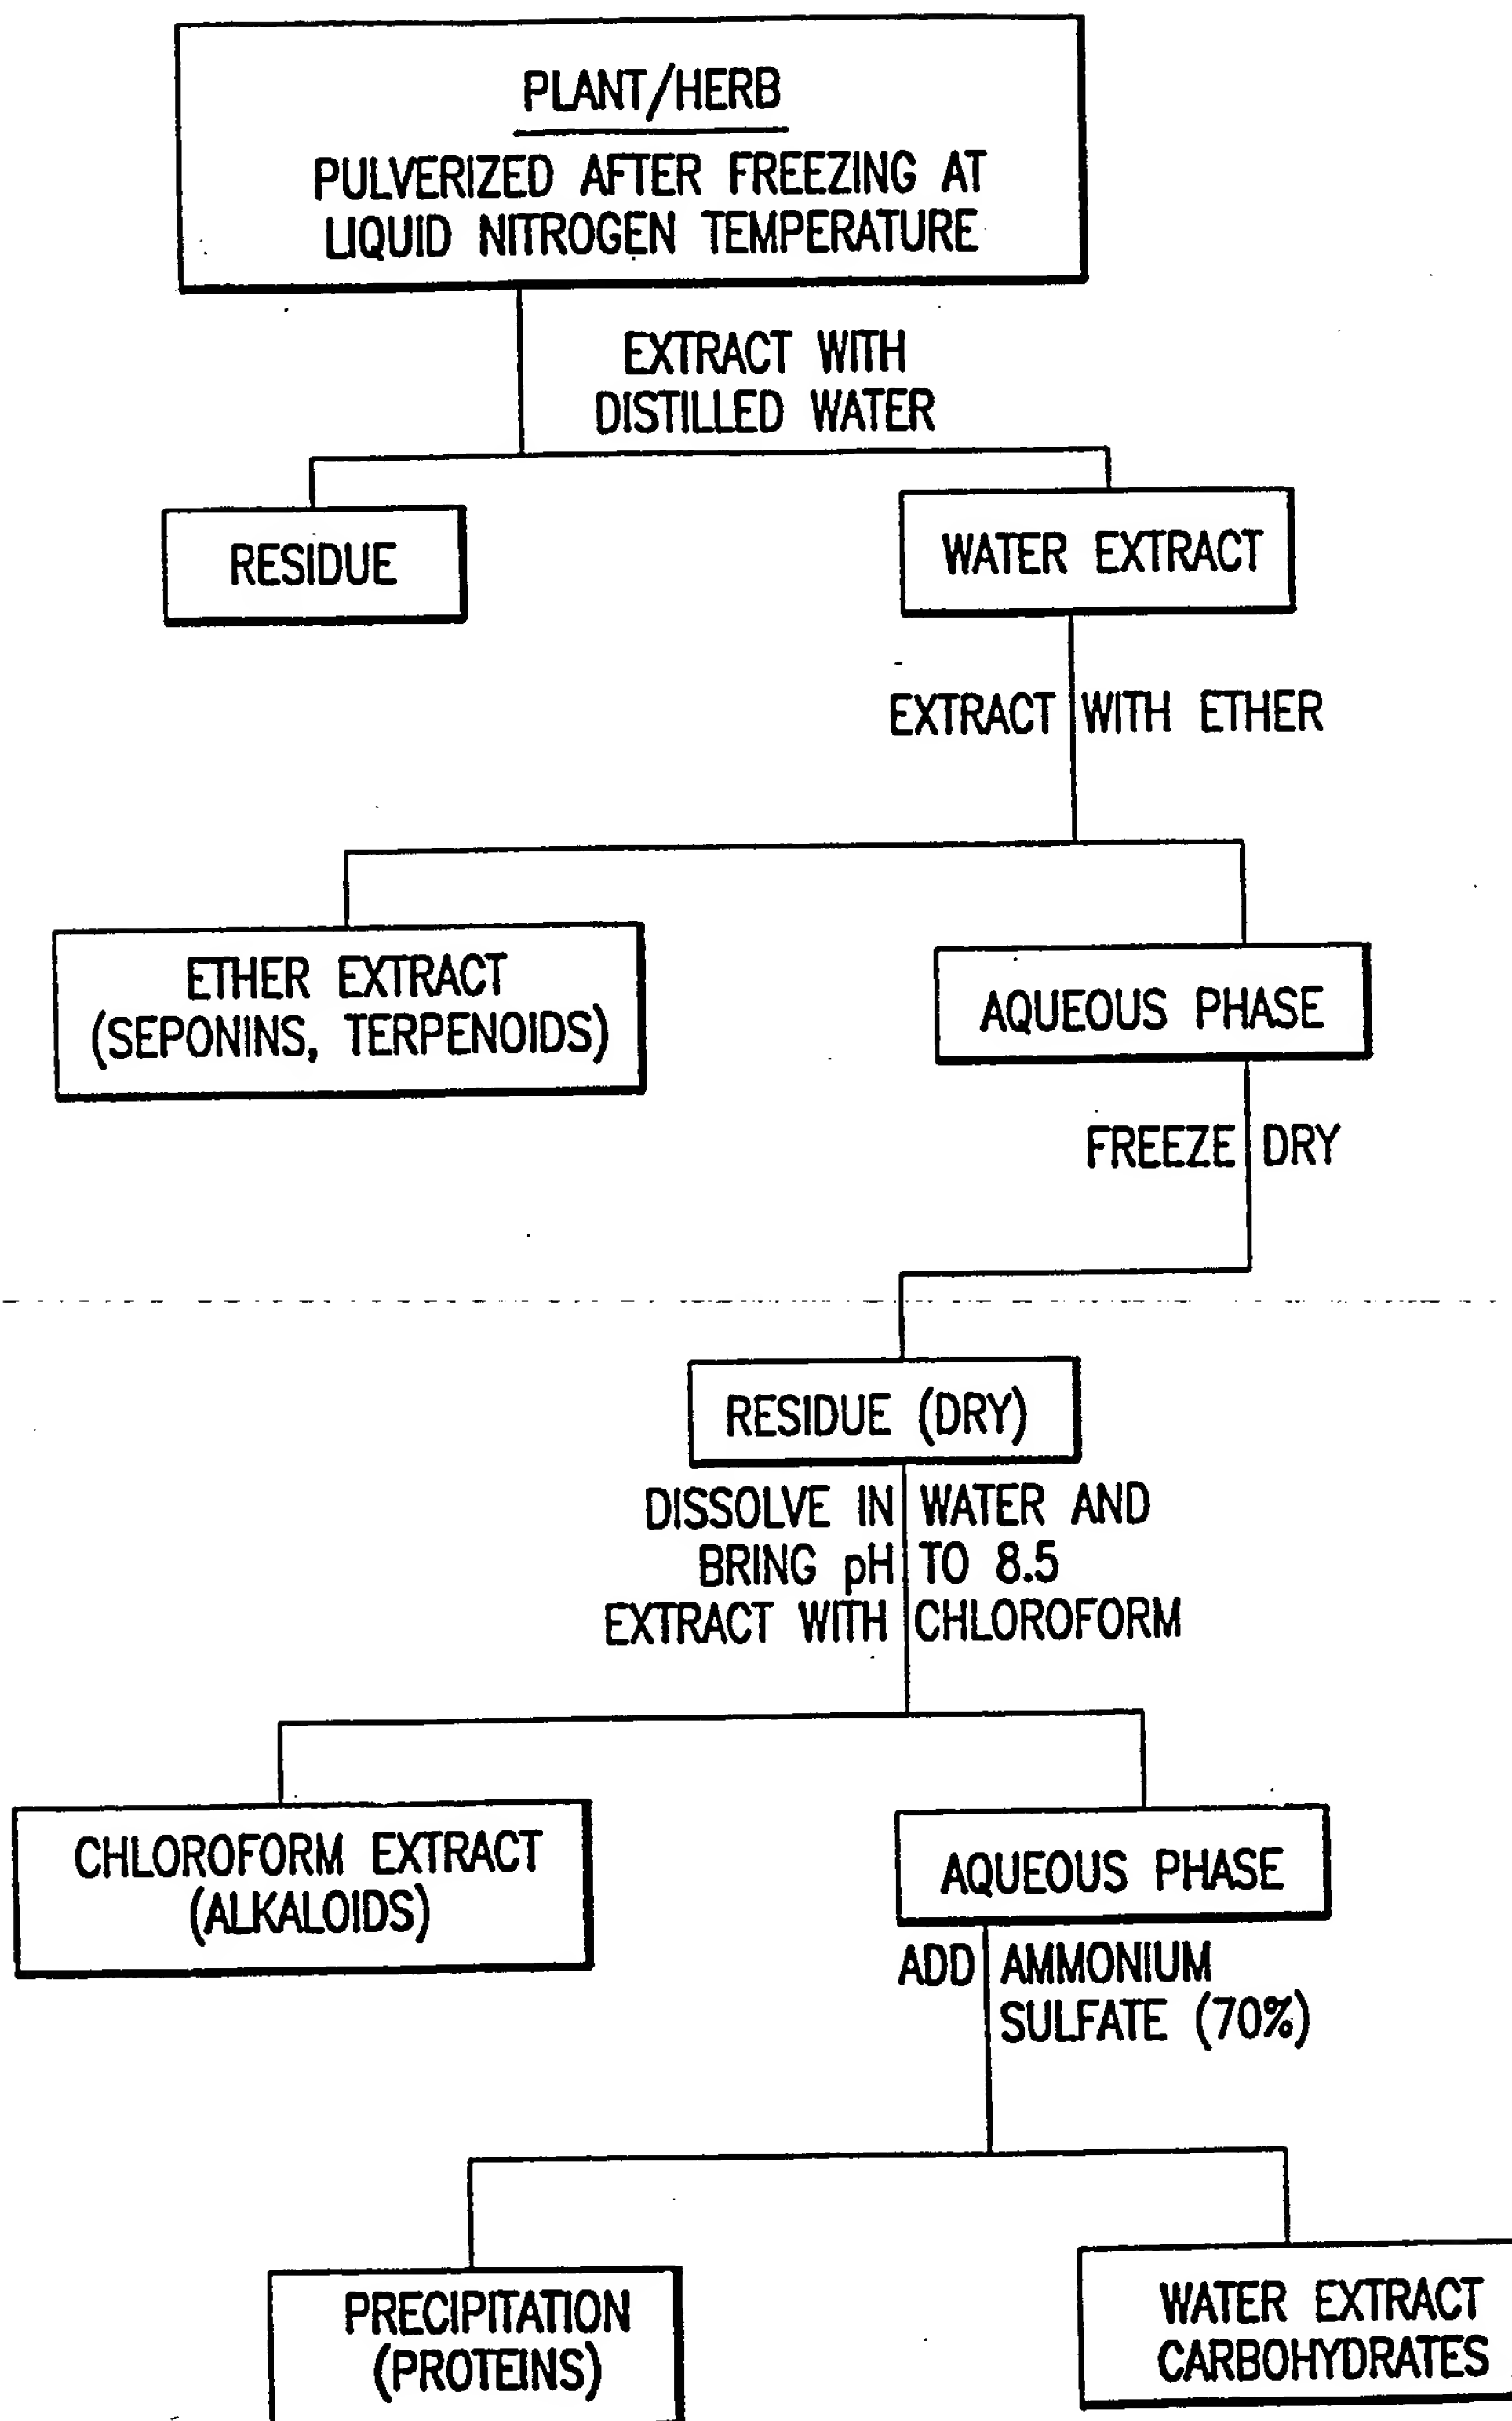 PLANT/HERB
PULVERIZED AFTER FREEZING AT
LIQUID NITROGEN TEMPERATURE
EXTRACT WITH
DISTILLED WATER
RESIDUE
WATER EXTRACT
EXTRACT WITH ETHER
ETHER EXTRACT
(SEPONINS, TERPENOIDS)
AQUEOUS PHASE
FREEZE DRY
RESIDUE (DRY)
DISSOLVE IN WATER AND
BRING pH TO 8.5
EXTRACT WITH CHLOROFORM
CHLOROFORM EXTRACT
(ALKALOIDS)
AQUEOUS PHASE
ADD AMMONIUM
SULFATE (70%)
PRECIPITATION
(PROTEINS)
WATER EXTRACT
CARBOHYDRATES